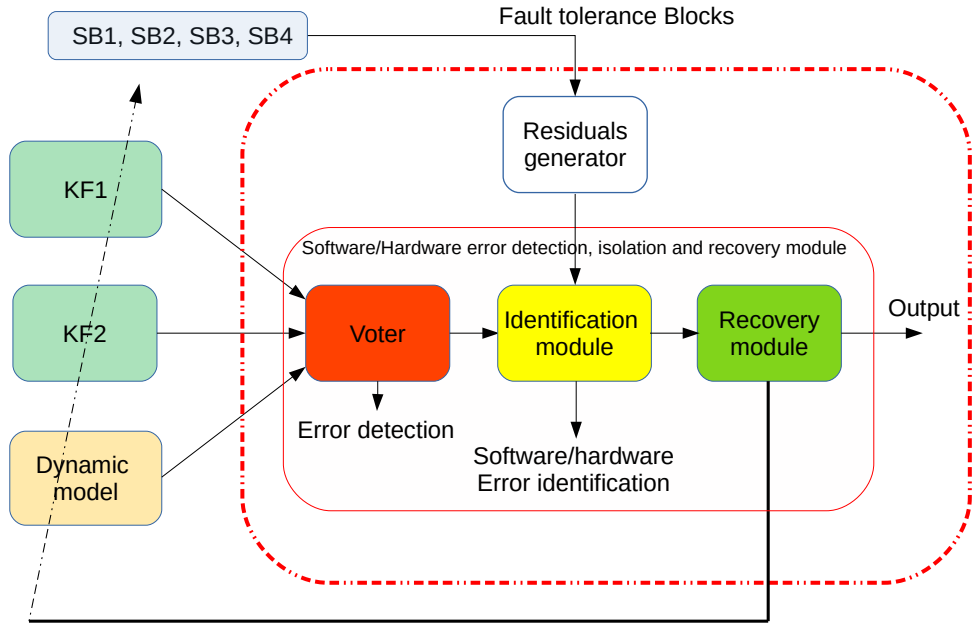 Fault tolerance Blocks
SB1, SB2, SB3, SB4
Residuals
generator
KF1
Software/Hardware error detection, isolation and recovery module
KF2
Voter
Identification
module
Recovery
module
Output
Error detection
Software/hardware
Error identification
Dynamic
model